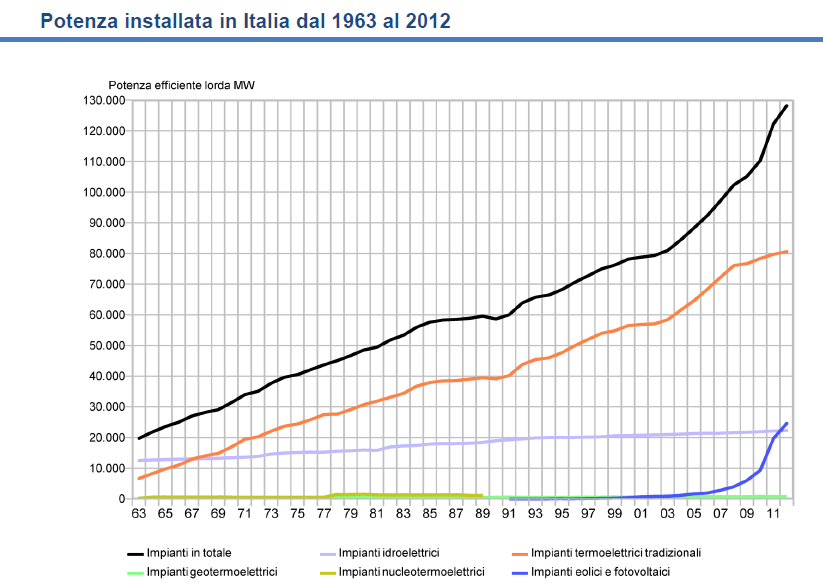 Potenza installata in Italia dal 1963 al 2012
Potenza efficiente lorda MW
130.000
120.000
110.000
100.000
90.000
80.000
70.000
60.000
50.000
40.000
30.000
20.000
10.000
0
63 65 67 69 71 73 75 77 79 81 83 85 87 89 91 93 95 97 99 01 03 05 07 09 11
Impianti in totale Impianti idroelettrici Impianti termoelettrici tradizionali
Impianti geotermoelettrici Impianti nucleotermoelettrici Impianti eolici e fotovoltaici